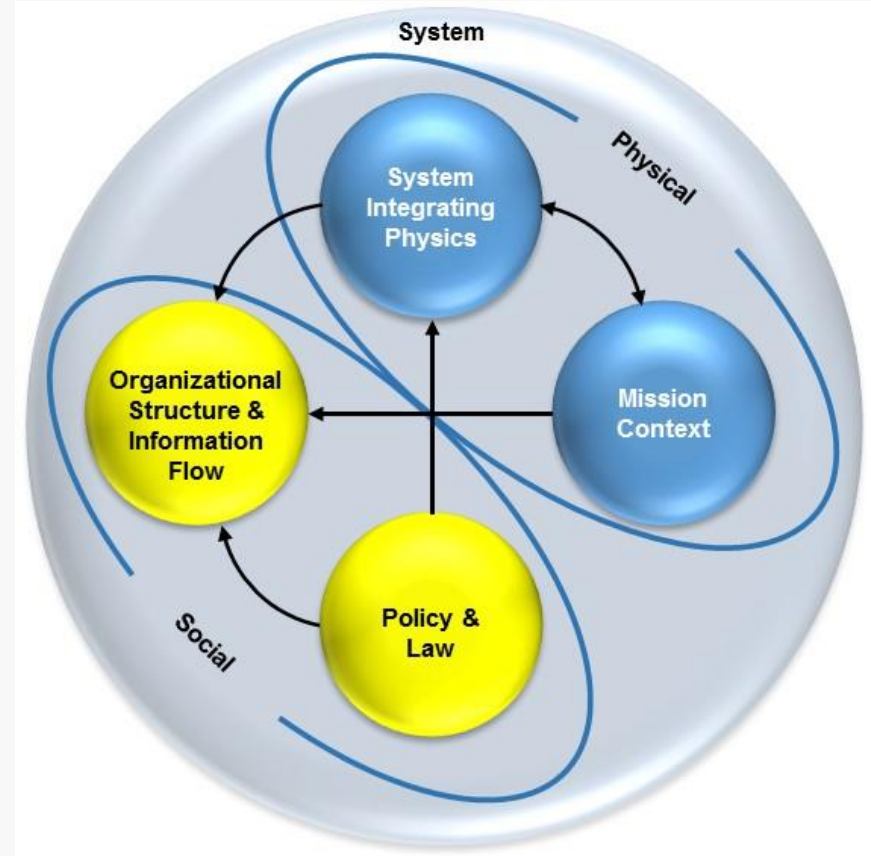 System
Physical
System
Integrating
Physics
Organizational
Structure &
Information
Flow
Mission
Context
Policy &
Law
Social